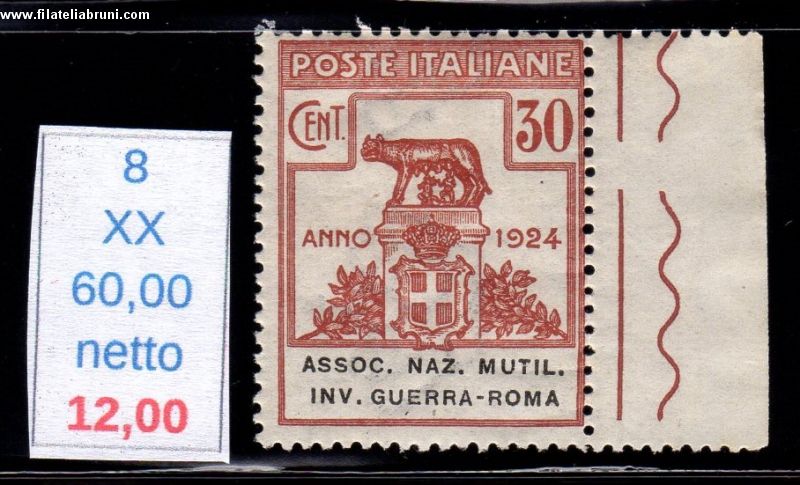 www.filateliabruni.com
8
XX
60,00
netto
12,00
POSTE ITALIANE
CENT. 30
ANNO 1924
ASSOC. NAZ. MUTIL.
INV. GUERRA-ROMA